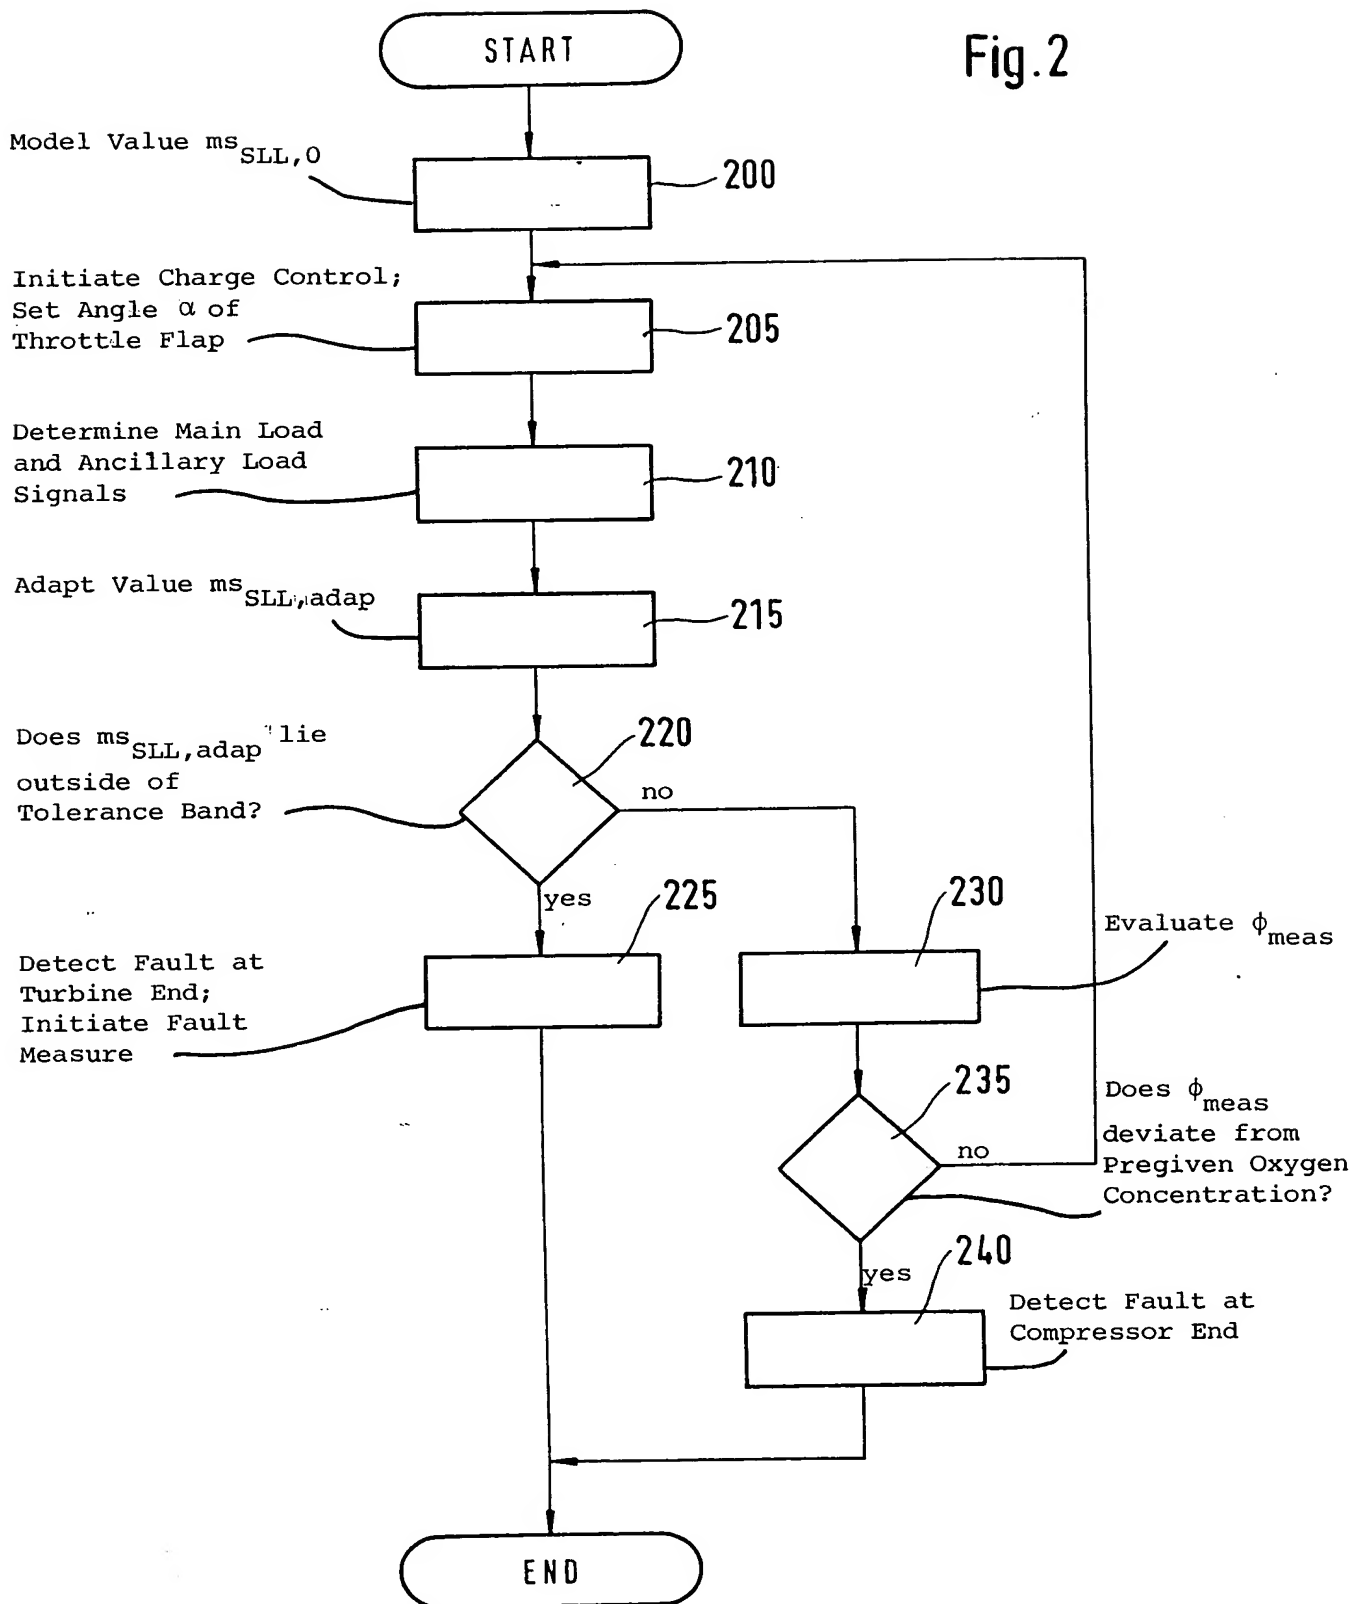 START
Fig.2
Model Value ms SLL,0
200
Initiate Charge Control;
Set Angle α of
Throttle Flap
205
Determine Main Load
and Ancillary Load
Signals
210
Adapt Value ms SLL,adap
215
Does ms SLL,adap lie
outside of
Tolerance Band?
220
no
yes
225
Detect Fault at
Turbine End;
Initiate Fault
Measure
230
Evaluate ϕ meas
235
no
Does ϕ meas
deviate from
Pregiven Oxygen
Concentration?
yes
240
Detect Fault at
Compressor End
END